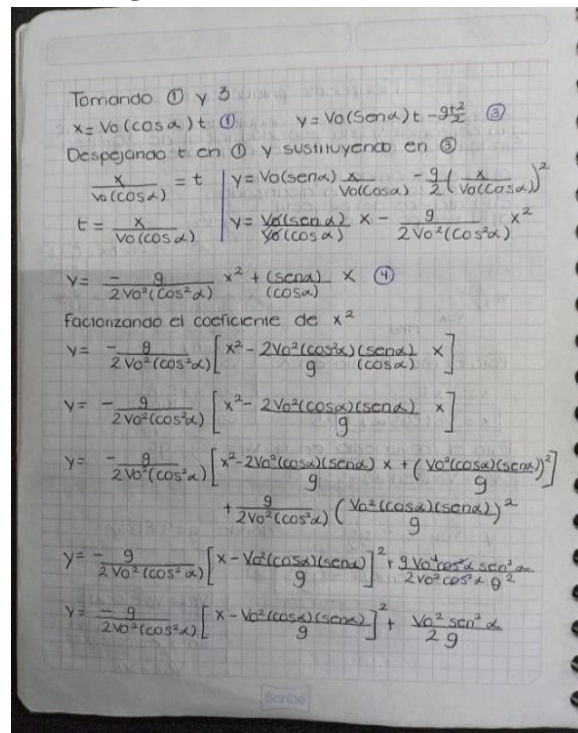 Tomando ① y 3
x = Vo (cos α) t ① y = Vo (Sen α) t - gt²/2 ③
Despejando t en ① y sustituyendo en ③
x/Vo(cos α) = t | y = Vo(sen α) x/Vo(cos α) - g/2 (x/Vo(cos α))²
t = x/Vo(cos α) | y = Vo(sen α)/Vo(cos α) x - g/2Vo²(cos²α) x²
y = - g/2Vo²(cos²α) x² + (sen α)/(cos α) x ④
Factorizando el coeficiente de x²
y = - g/2Vo²(cos²α) [x² - 2Vo²(cos²α)(sen α)/g (cos α) x]
y = - g/2Vo²(cos²α) [x² - 2Vo²(cos α)(sen α)/g x]
y = - g/2Vo²(cos²α) [x² - 2Vo²(cos α)(sen α)/g x + (Vo²(cos α)(sen α)/g)²]
+ g/2Vo²(cos²α) (Vo²(cos α)(sen α)/g)²
y = - g/2Vo²(cos²α) [x - Vo²(cos α)(sen α)/g]² + g Vo⁴cos²α sen²α/2Vo²cos²α g²
y = - g/2Vo²(cos²α) [x - Vo²(cos α)(sen α)/g]² + Vo² sen²α/2g
Scribe